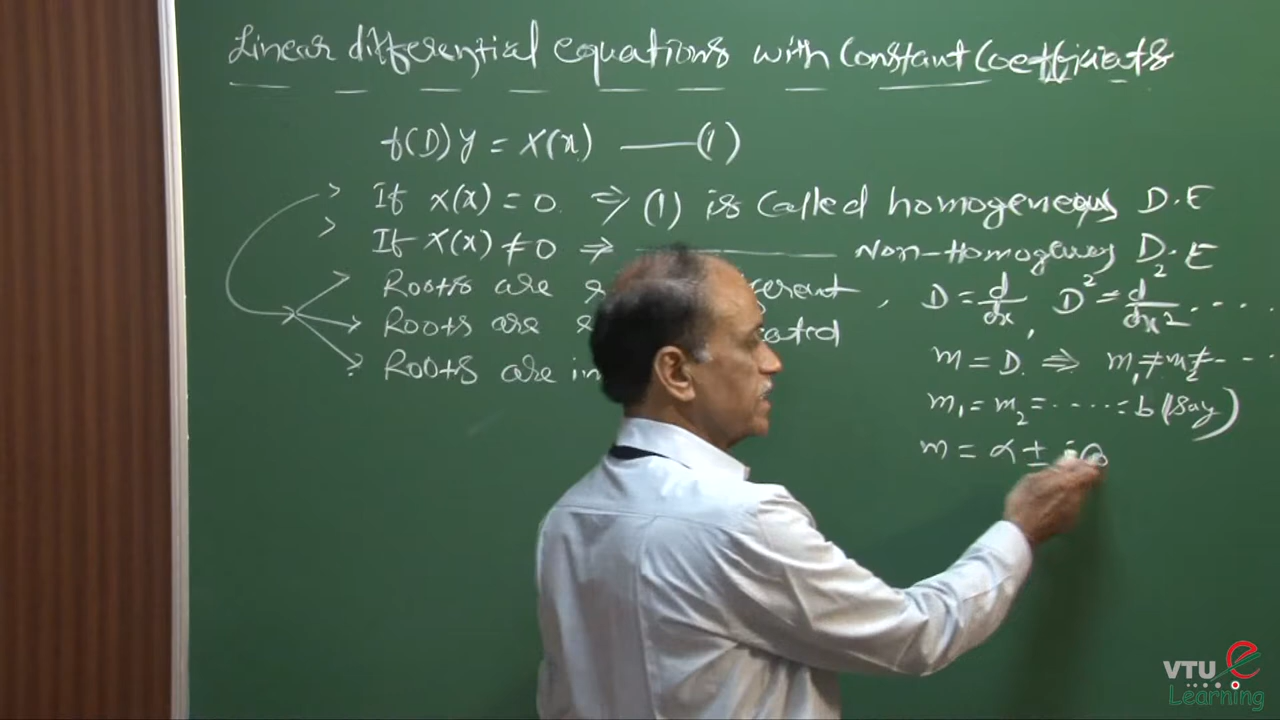 Linear differential equations with Constant Coefficients
f(D) y = X(x) —— (1)
If X(x) = 0. ⇒ (1) is called homogeneous D.E
If X(x) ≠ 0 ⇒ ———— Non-Homogenous D.E
Roots are
Roots are
Roots are
, D = d/dx, D² = d²/dx² ....
m = D. ⇒ m₁ ≠ m₂ ≠ - - ..
m₁ = m₂ = ..... = b (say)
m = α ± i
VTU e Learning